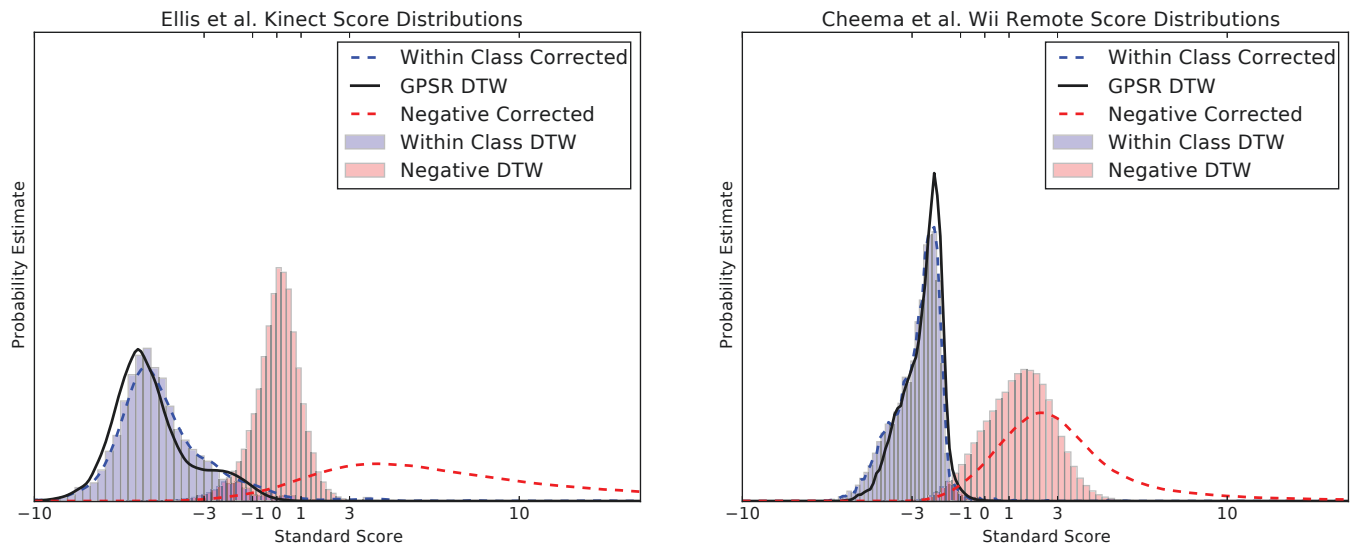 Ellis et al. Kinect Score Distributions
Within Class Corrected
GPSR DTW
Negative Corrected
Within Class DTW
Negative DTW
Probability Estimate
−10 −3 −1 0 1 3 10
Standard Score
Cheema et al. Wii Remote Score Distributions
Within Class Corrected
GPSR DTW
Negative Corrected
Within Class DTW
Negative DTW
Probability Estimate
−10 −3 −1 0 1 3 10
Standard Score